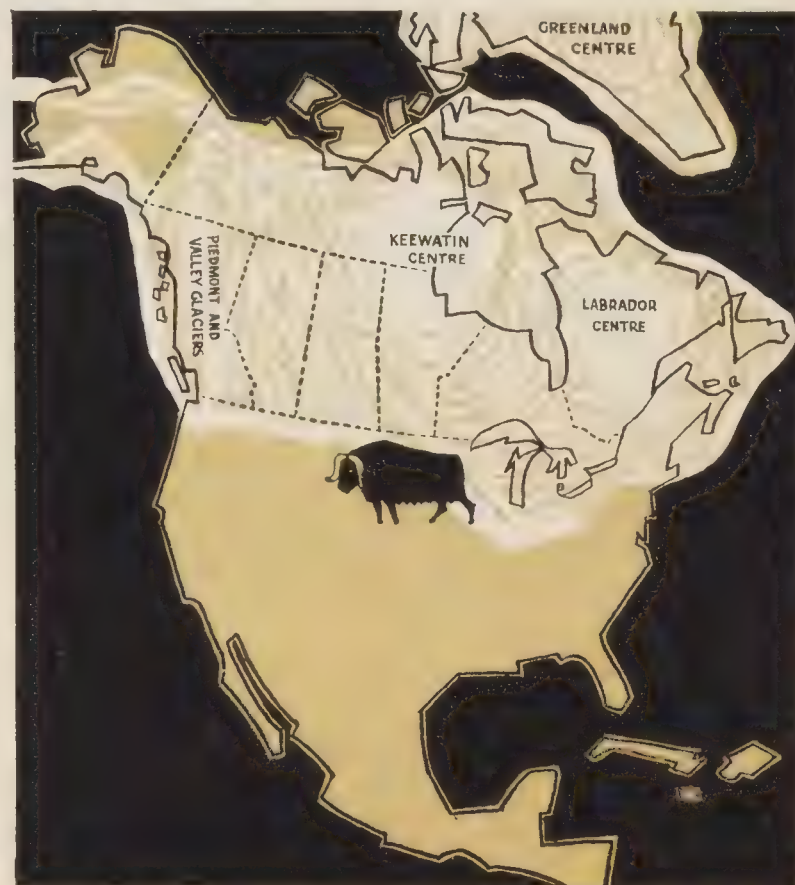 GREENLAND
CENTRE
KEEWATIN
CENTRE
LABRADOR
CENTRE
PIEDMONT AND
VALLEY GLACIERS